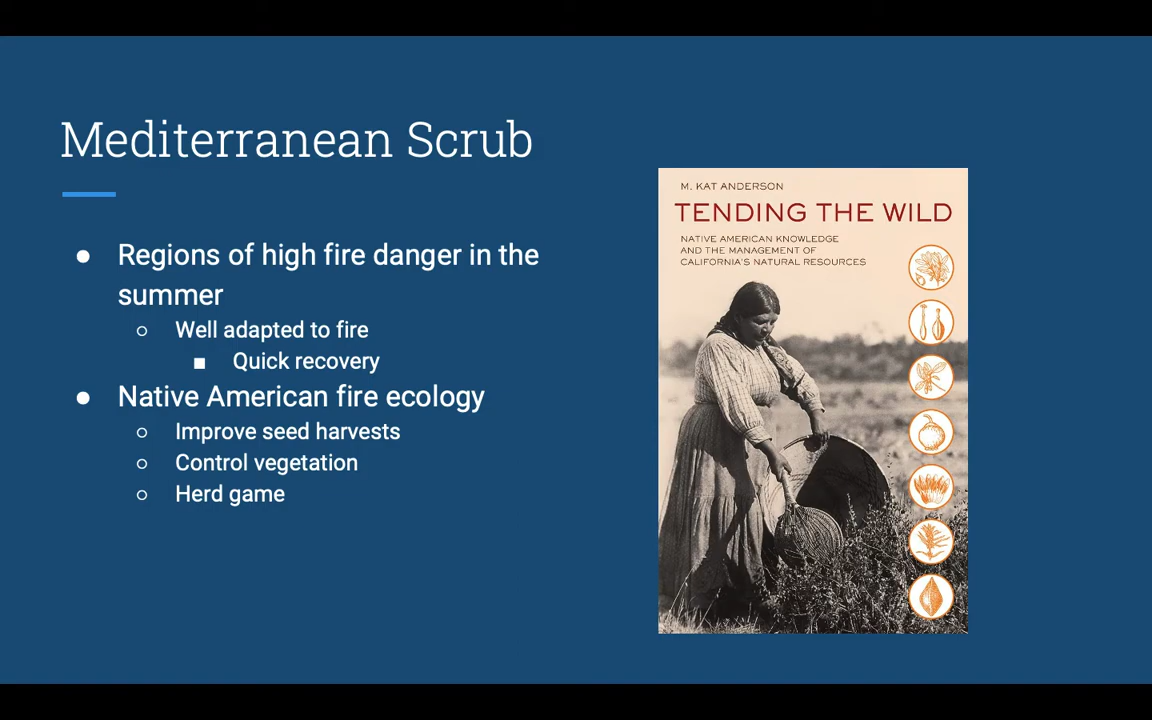 Mediterranean Scrub
● Regions of high fire danger in the
summer
○ Well adapted to fire
■ Quick recovery
● Native American fire ecology
○ Improve seed harvests
○ Control vegetation
○ Herd game
M. KAT ANDERSON
TENDING THE WILD
NATIVE AMERICAN KNOWLEDGE
AND THE MANAGEMENT OF
CALIFORNIA'S NATURAL RESOURCES